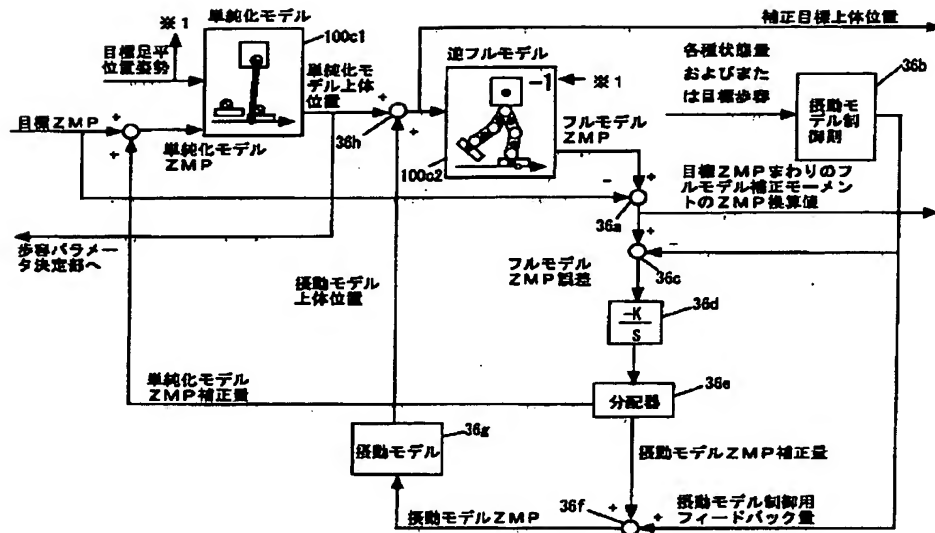 ※1
単純化モデル
100c1
目標足平
位置姿勢
単純化モ
デル上体
位置
目標ZMP
+
+
単純化モデル
ZMP
歩容パラメー
タ決定部へ
+
+
36h
逆フルモデル
-1
※1
100c2
フルモデル
ZMP
補正目標上体位置
各種状態量
およびまた
は目標歩容
36b
摂動モ
デル制
御則
-
+
36a
目標ZMPまわりのフ
ルモデル補正モーメン
トのZMP換算値
+
-
36c
フルモデル
ZMP誤差
36d
-K
S
摂動モデル
上体位置
単純化モデル
ZMP補正量
36e
分配器
36g
摂動モデル
摂動モデルZMP補正量
36f
+
+
摂動モデルZMP
摂動モデル制御用
フィードバック量